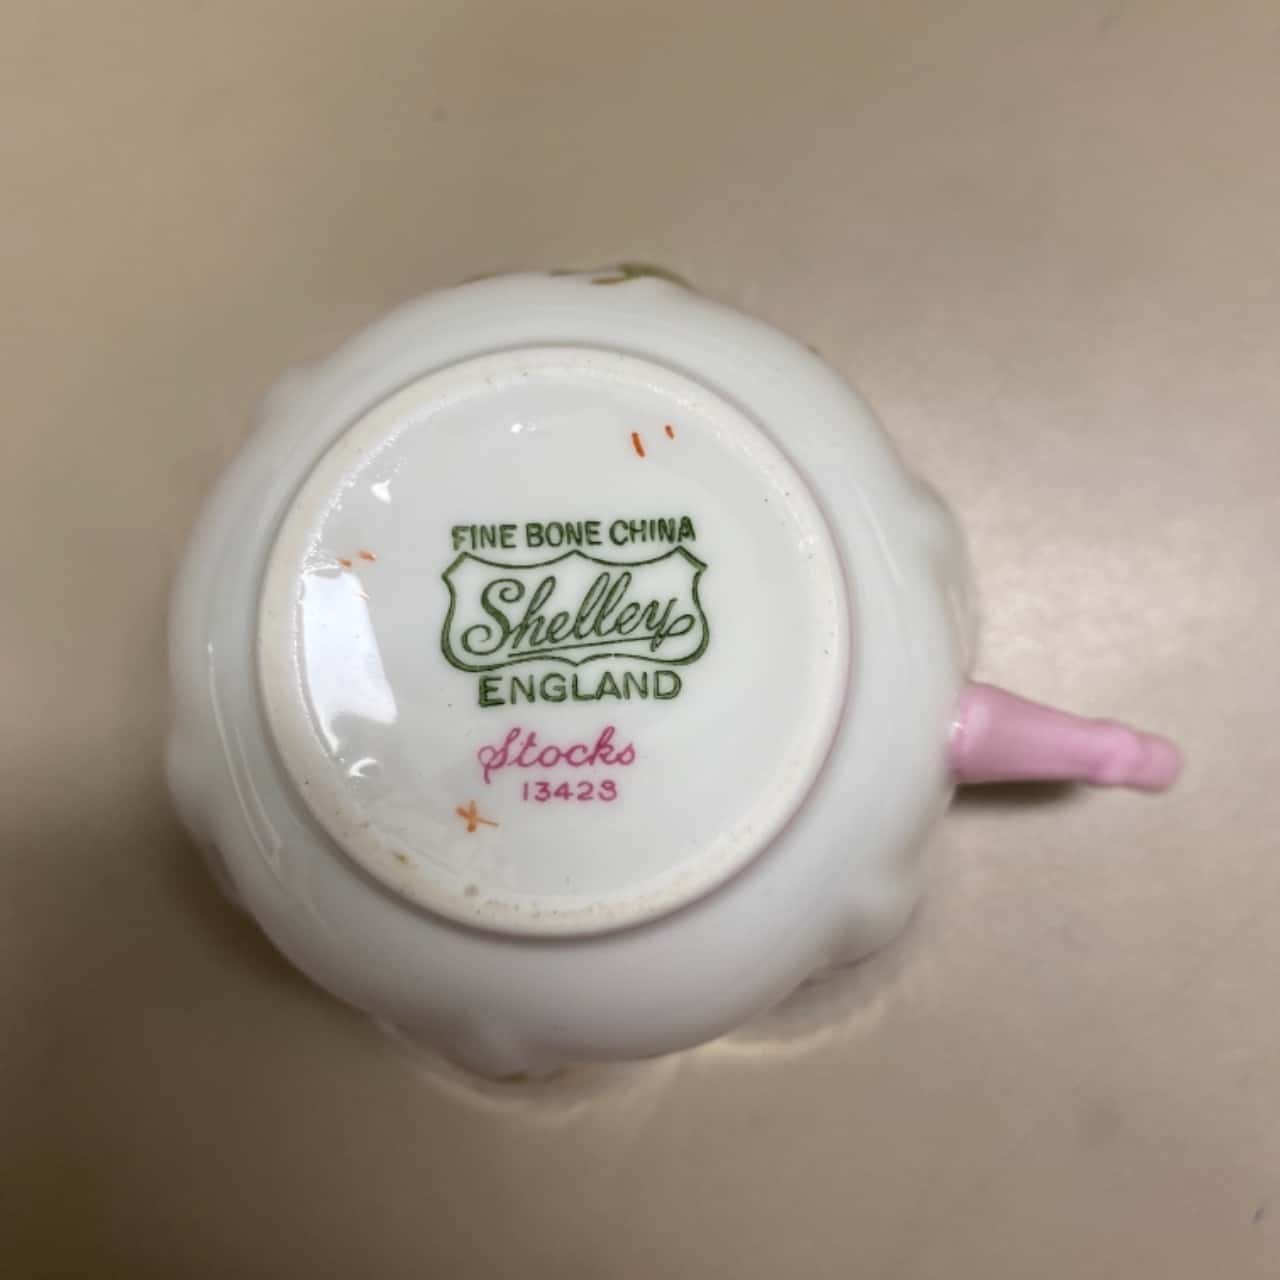 FINE BONE CHINA
Shelley
ENGLAND
Stocks
13428